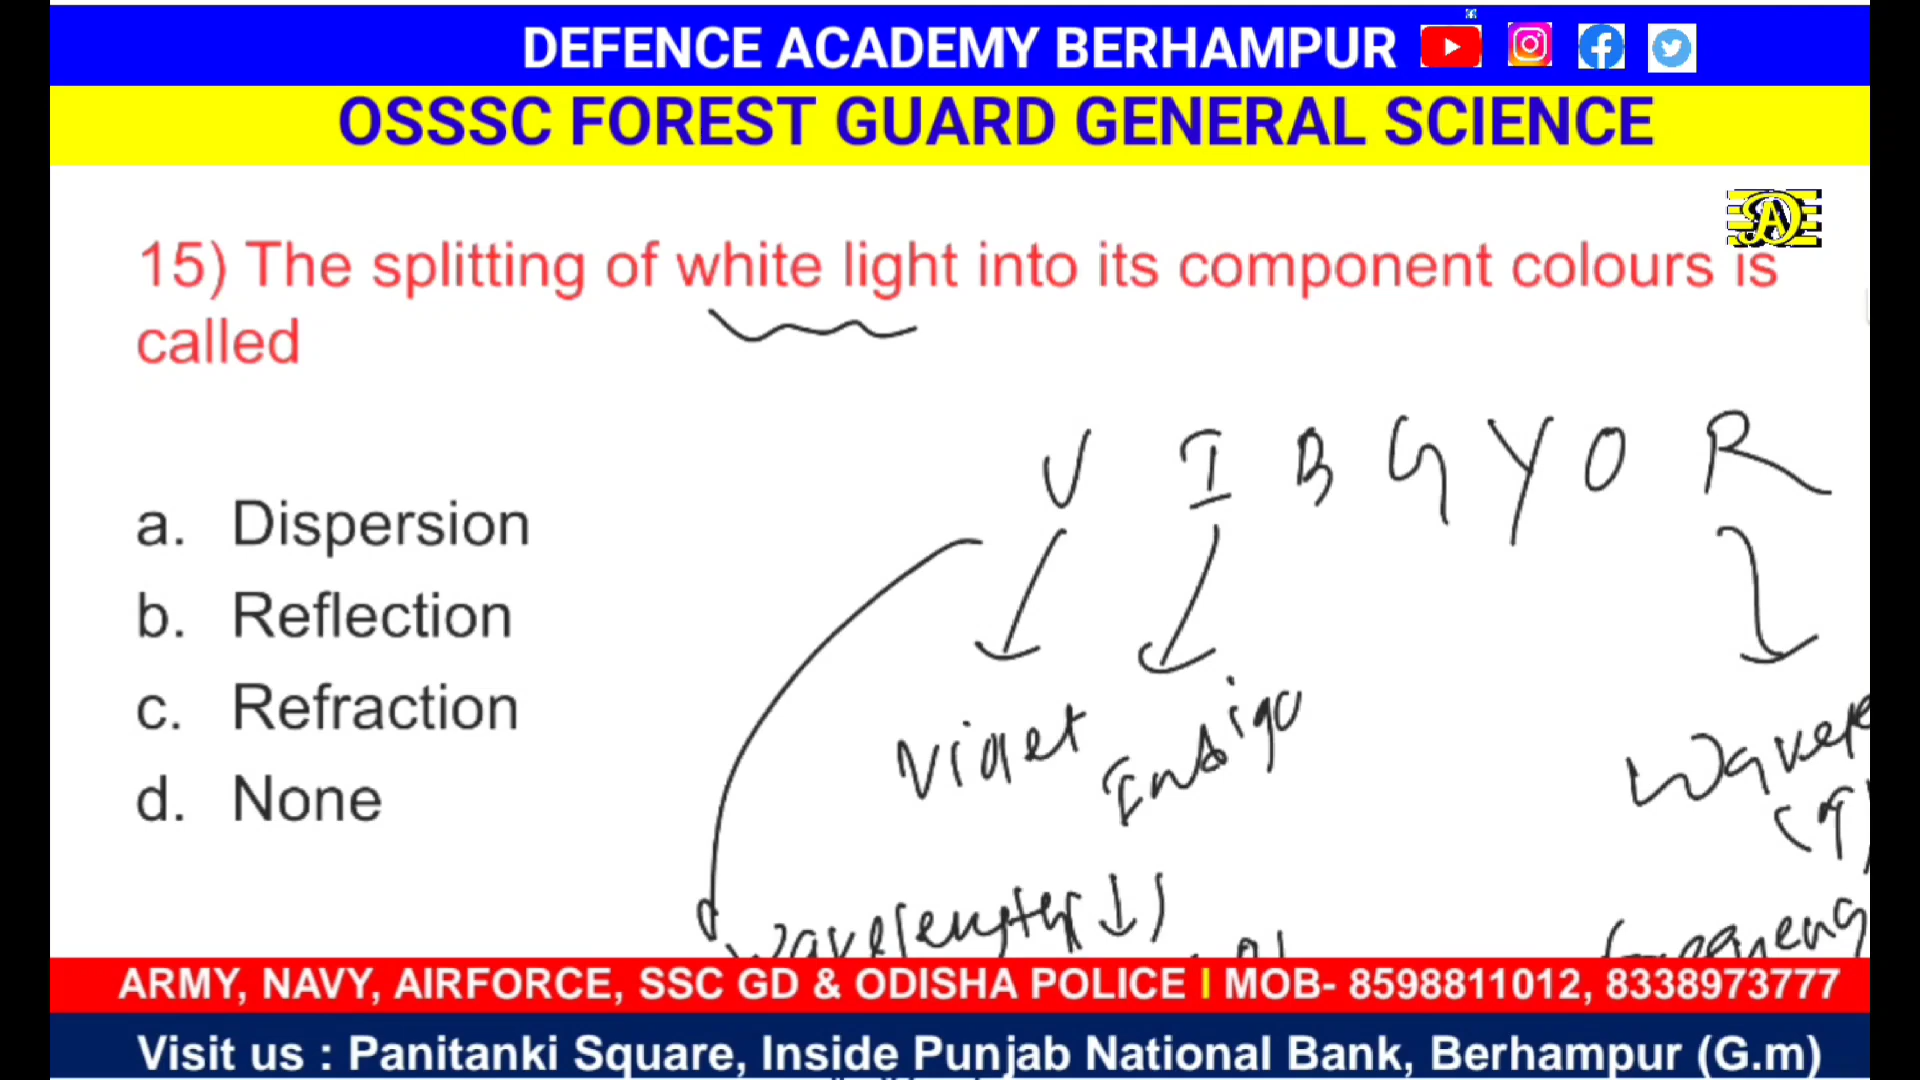 DEFENCE ACADEMY BERHAMPUR
OSSSC FOREST GUARD GENERAL SCIENCE
15) The splitting of white light into its component colours is
called
V I B G Y O R
a. Dispersion
b. Reflection
c. Refraction
d. None
Violet
Indigo
wavelength ↓)
ARMY, NAVY, AIRFORCE, SSC GD & ODISHA POLICE I MOB- 8598811012, 8338973777
Visit us : Panitanki Square, Inside Punjab National Bank, Berhampur (G.m)